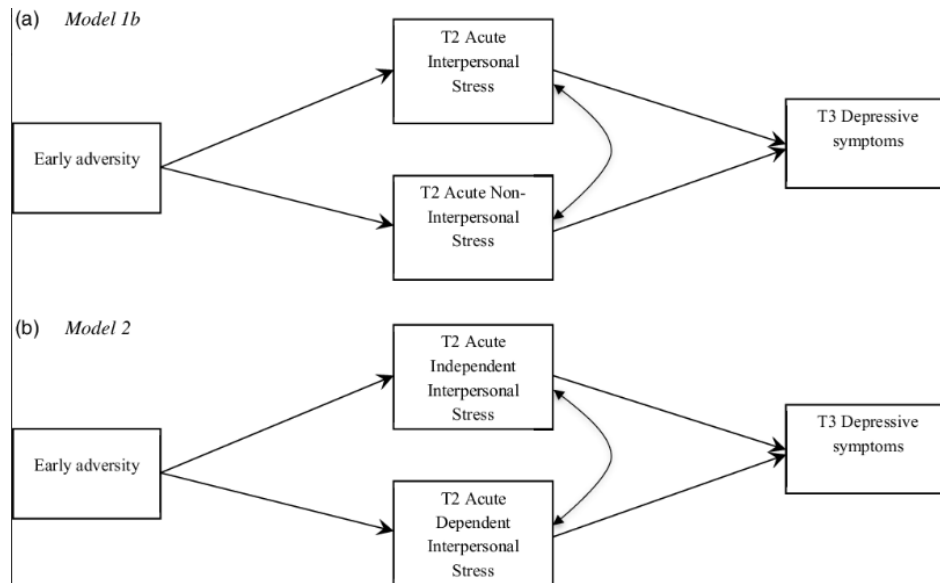 (a) Model 1b
T2 Acute
Interpersonal
Stress
Early adversity
T3 Depressive
symptoms
T2 Acute Non-
Interpersonal
Stress
(b) Model 2
T2 Acute
Independent
Interpersonal
Stress
Early adversity
T3 Depressive
symptoms
T2 Acute
Dependent
Interpersonal
Stress